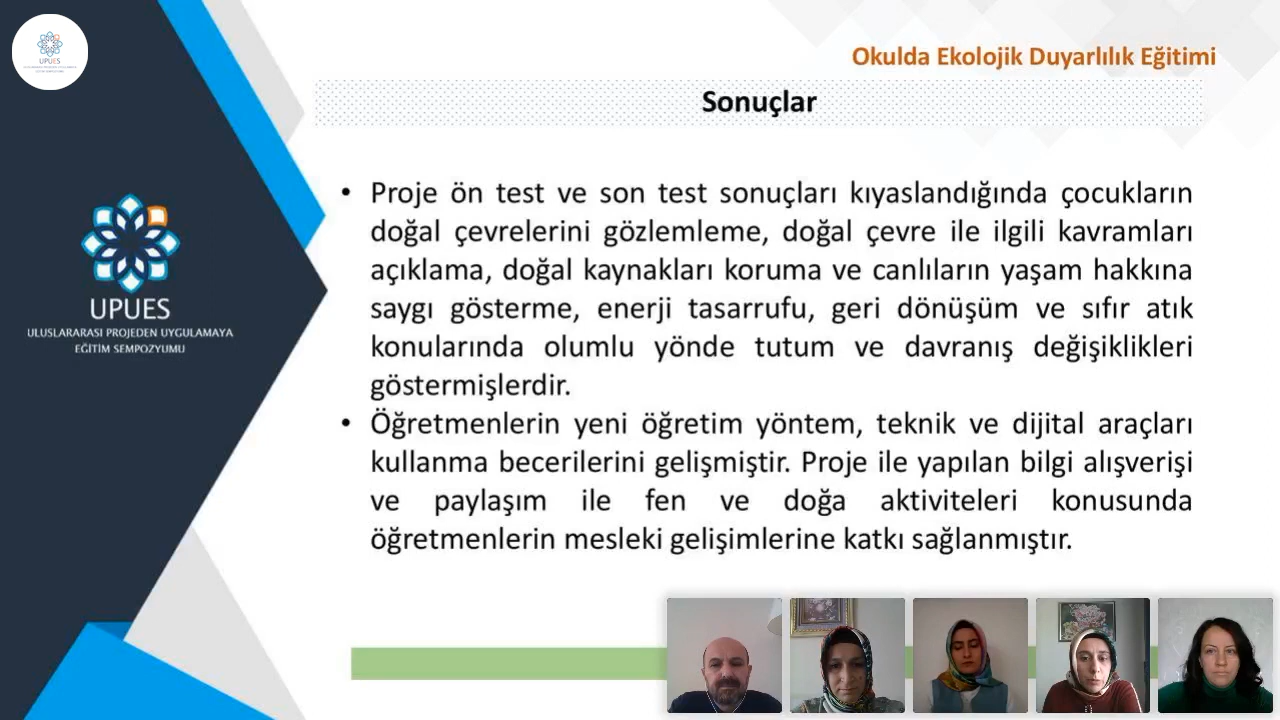 UPUES
Okulda Ekolojik Duyarlılık Eğitimi
Sonuçlar
• Proje ön test ve son test sonuçları kıyaslandığında çocukların
doğal çevrelerini gözlemleme, doğal çevre ile ilgili kavramları
açıklama, doğal kaynakları koruma ve canlıların yaşam hakkına
saygı gösterme, enerji tasarrufu, geri dönüşüm ve sıfır atık
konularında olumlu yönde tutum ve davranış değişiklikleri
göstermişlerdir.
• Öğretmenlerin yeni öğretim yöntem, teknik ve dijital araçları
kullanma becerilerini gelişmiştir. Proje ile yapılan bilgi alışverişi
ve paylaşım ile fen ve doğa aktiviteleri konusunda
öğretmenlerin mesleki gelişimlerine katkı sağlanmıştır.
UPUES
ULUSLARARASI PROJEDEN UYGULAMAYA
EĞİTİM SEMPOZYUMU